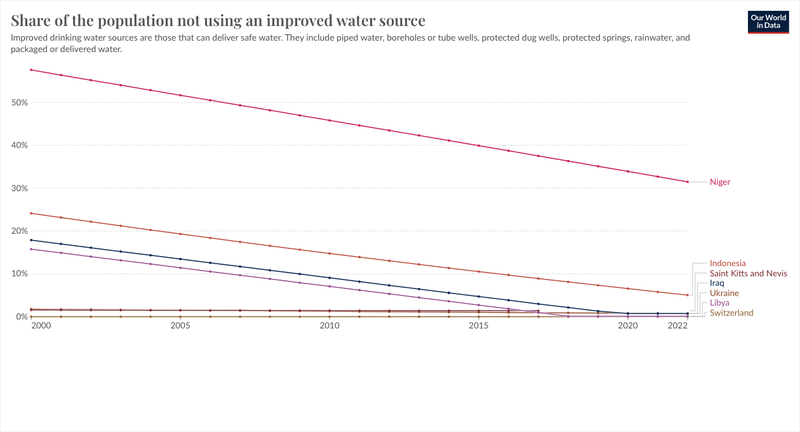 Share of the population not using an improved water source
Our World
in Data
Improved drinking water sources are those that can deliver safe water. They include piped water, boreholes or tube wells, protected dug wells, protected springs, rainwater, and
packaged or delivered water.
50%
40%
30%
20%
10%
0%
2000
2005
2010
2015
2020
2022
Niger
Indonesia
Saint Kitts and Nevis
Iraq
Ukraine
Libya
Switzerland